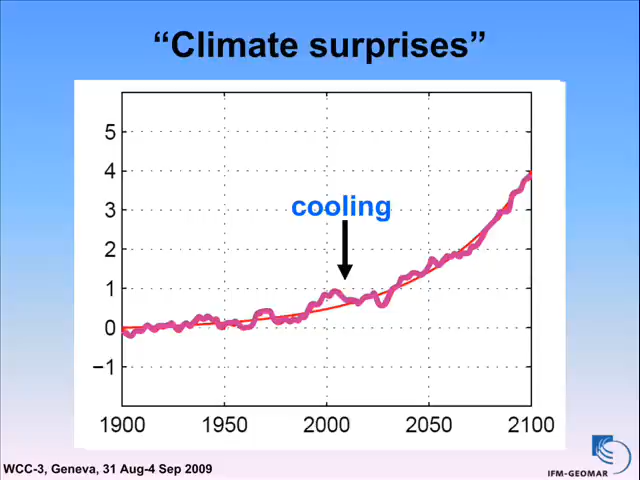 “Climate surprises”
5
4
cooling
3
2
1
0
−1
1900 1950 2000 2050 2100
WCC-3, Geneva, 31 Aug-4 Sep 2009
IFM-GEOMAR